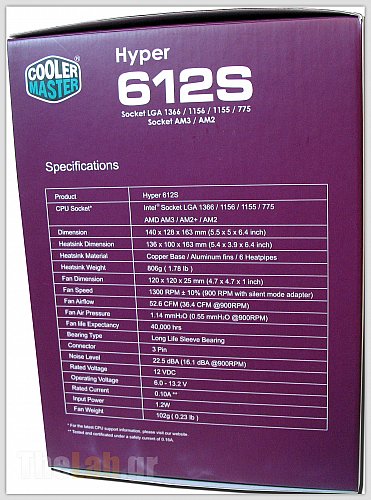 COOLER
MASTER
®
Hyper
612S
Socket LGA 1366 / 1156 / 1155 / 775
Socket AM3 / AM2
Specifications
Product Hyper 612S
CPU Socket* Intel® Socket LGA 1366 / 1156 / 1155 / 775
AMD AM3 / AM2+ / AM2
Dimension 140 x 128 x 163 mm (5.5 x 5 x 6.4 inch)
Heatsink Dimension 136 x 100 x 163 mm (5.4 x 3.9 x 6.4 inch)
Heatsink Material Copper Base / Aluminum fins / 6 Heatpipes
Heatsink Weight 806g ( 1.78 lb )
Fan Dimension 120 x 120 x 25 mm (4.7 x 4.7 x 1 inch)
Fan Speed 1300 RPM ± 10% (900 RPM with silent mode adapter)
Fan Airflow 52.6 CFM (36.4 CFM @900RPM)
Fan Air Pressure 1.14 mmH₂O (0.55 mmH₂O @900RPM)
Fan life Expectancy 40,000 hrs
Bearing Type Long Life Sleeve Bearing
Connector 3 Pin
Noise Level 22.5 dBA (16.1 dBA @900RPM)
Rated Voltage 12 VDC
Operating Voltage 6.0 - 13.2 V
Rated Current 0.10A **
Input Power 1.2W
Fan Weight 102g ( 0.23 lb )
* For the latest CPU support information, please visit our website.
** Tested and certificated under a safety current of 0.16A.
TheLab.gr